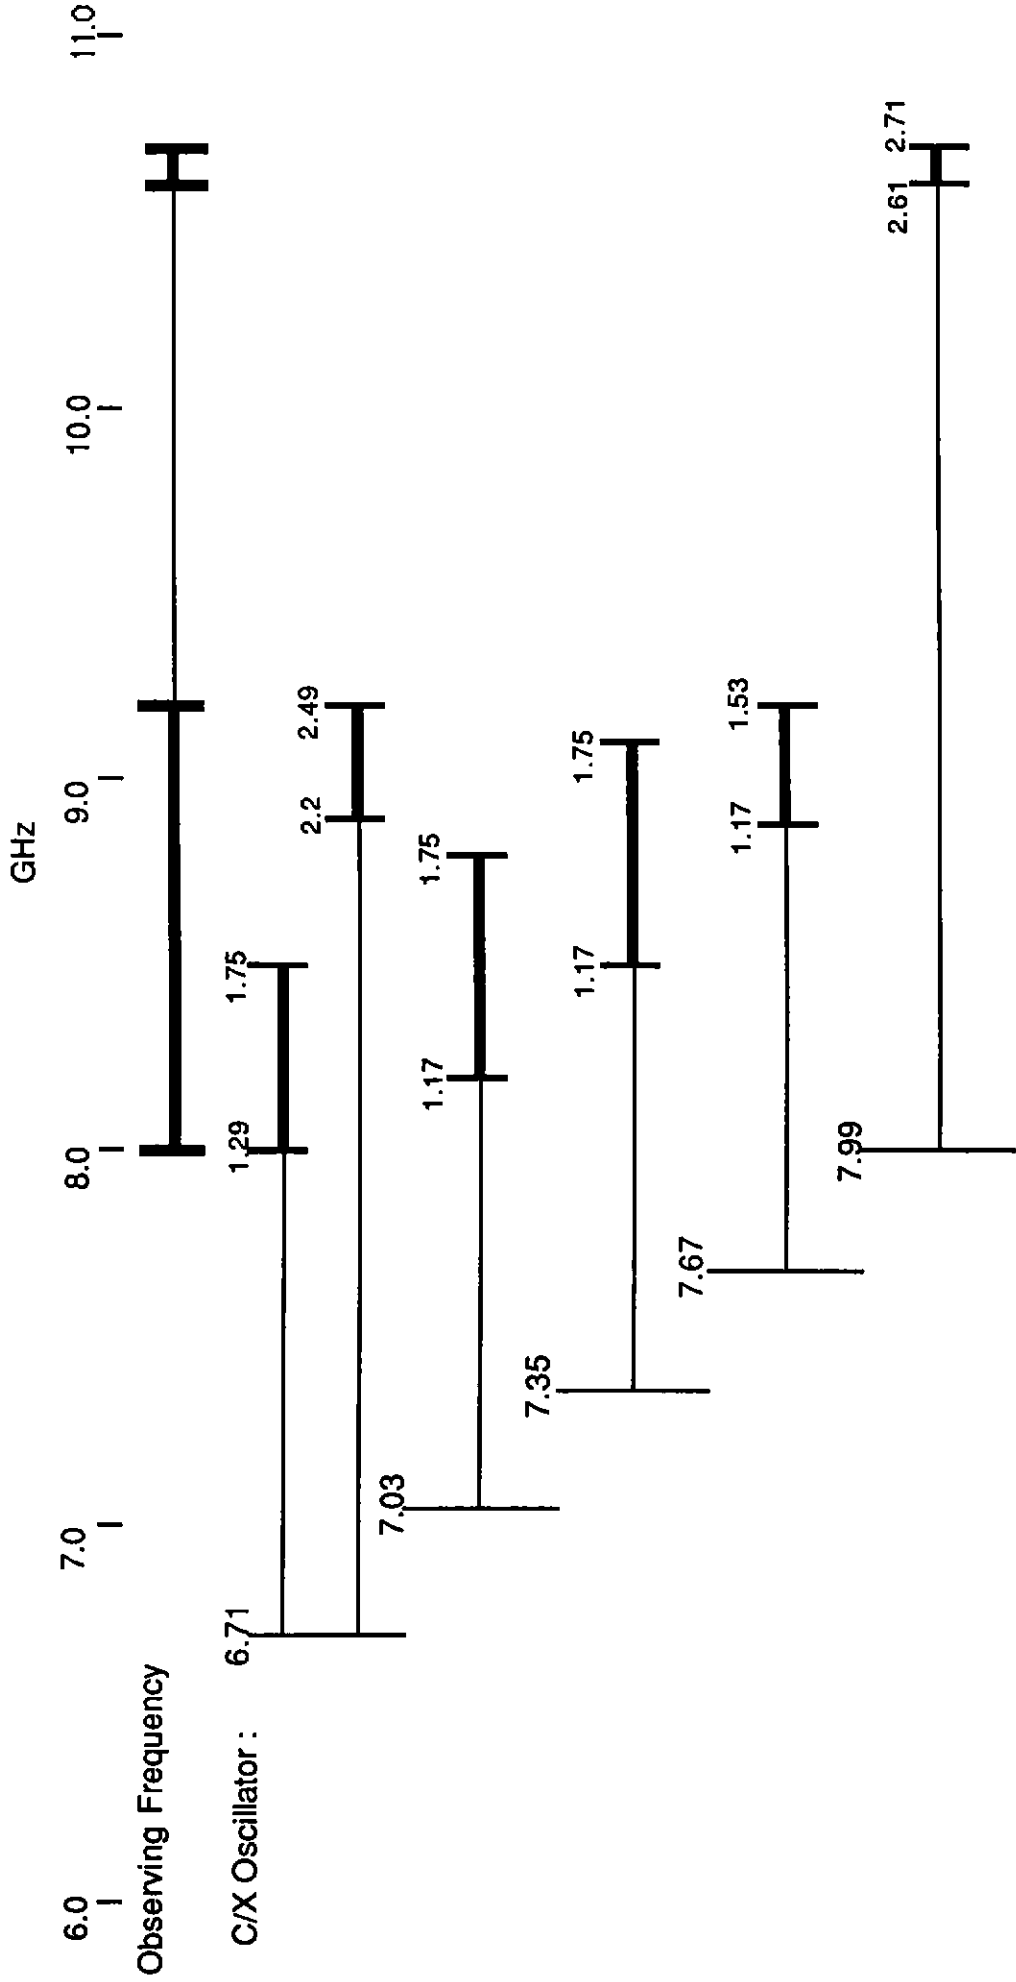 GHz
6.0 7.0 8.0 9.0 10.0 11.0
Observing Frequency
C/X Oscillator :
6.71 1.29 1.75
2.2 2.49
7.03 1.17 1.75
7.35 1.17 1.75
7.67 1.17 1.53
7.99 2.61 2.71